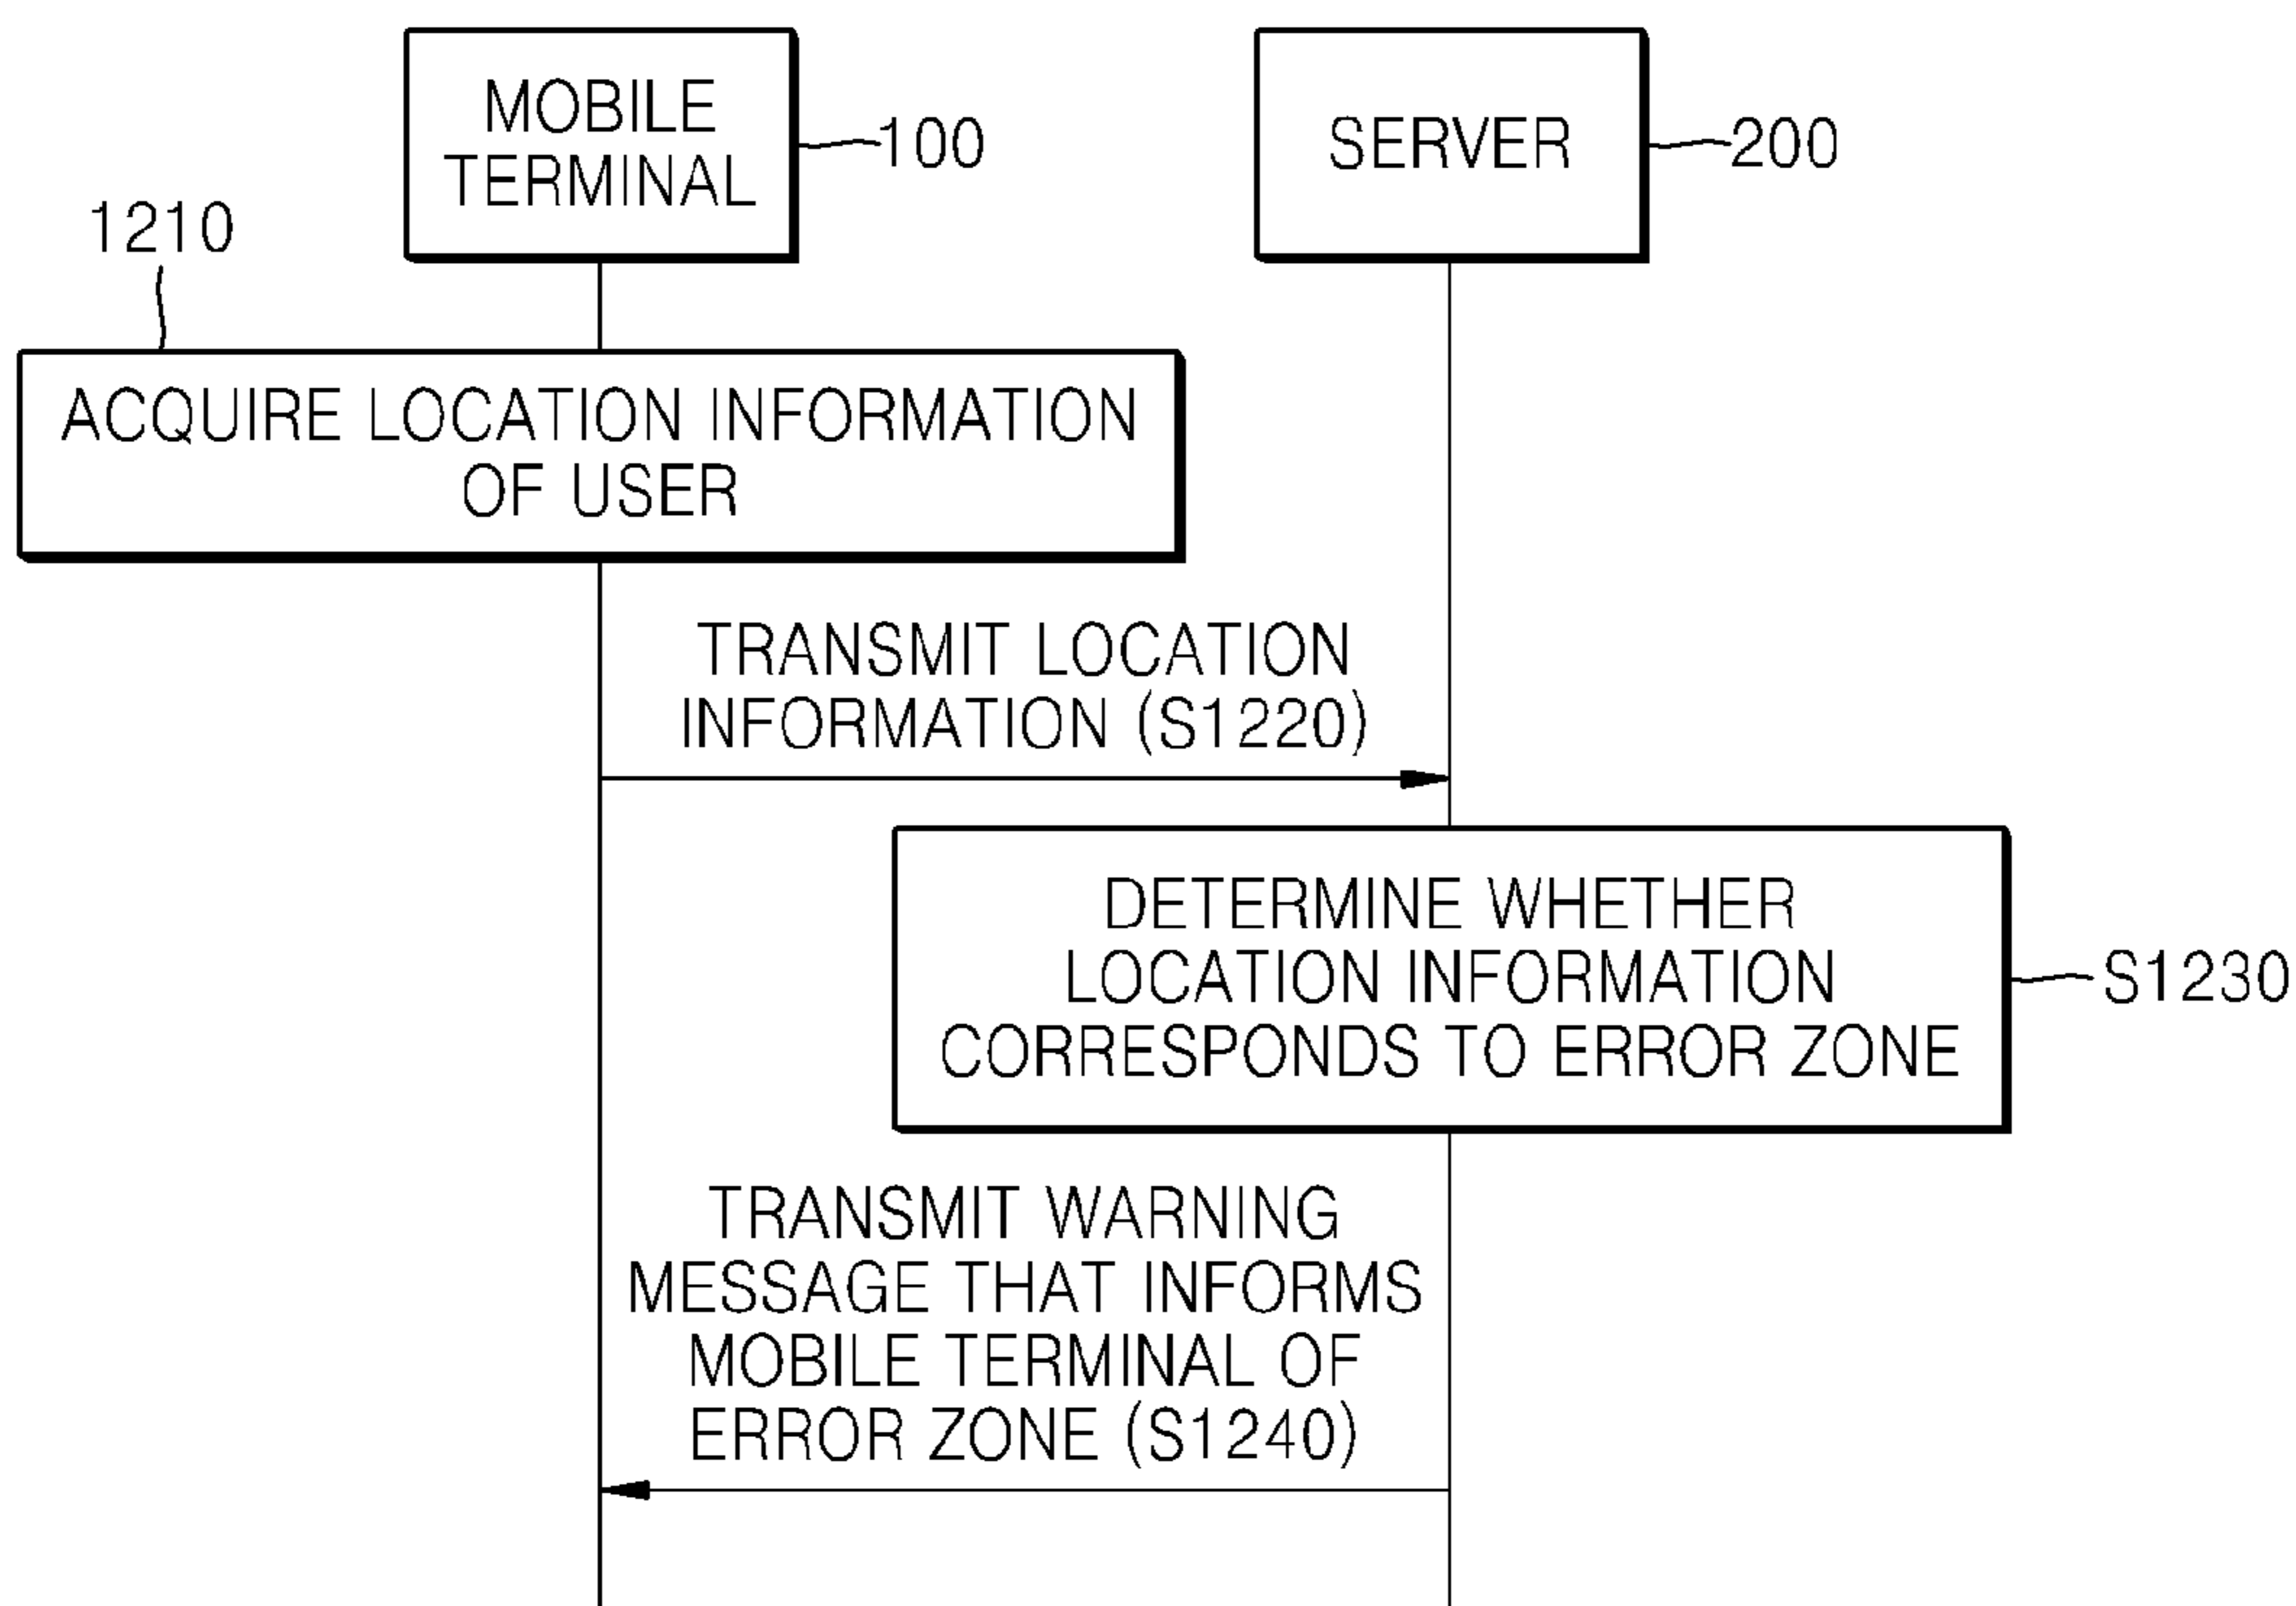 MOBILE
TERMINAL
100
SERVER
200
1210
ACQUIRE LOCATION INFORMATION
OF USER
TRANSMIT LOCATION
INFORMATION (S1220)
DETERMINE WHETHER
LOCATION INFORMATION
CORRESPONDS TO ERROR ZONE
S1230
TRANSMIT WARNING
MESSAGE THAT INFORMS
MOBILE TERMINAL OF
ERROR ZONE (S1240)